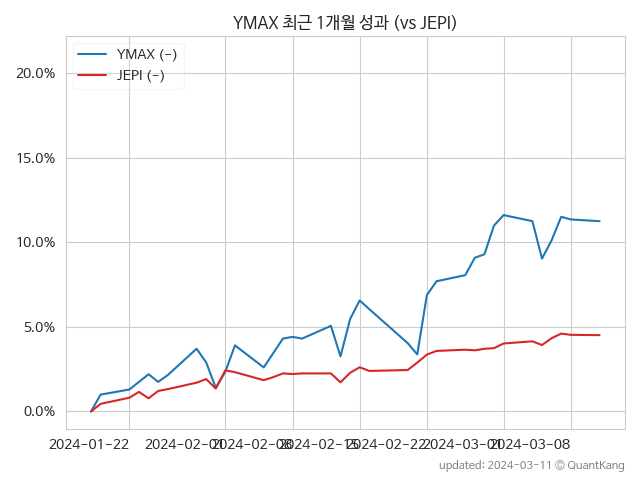 YMAX 최근 1개월 성과 (vs JEPI)
YMAX (-)
JEPI (-)
20.0%
15.0%
10.0%
5.0%
0.0%
2024-01-22 2024-02-01 2024-02-08 2024-02-15 2024-02-22 2024-03-01 2024-03-08
updated: 2024-03-11 © QuantKang